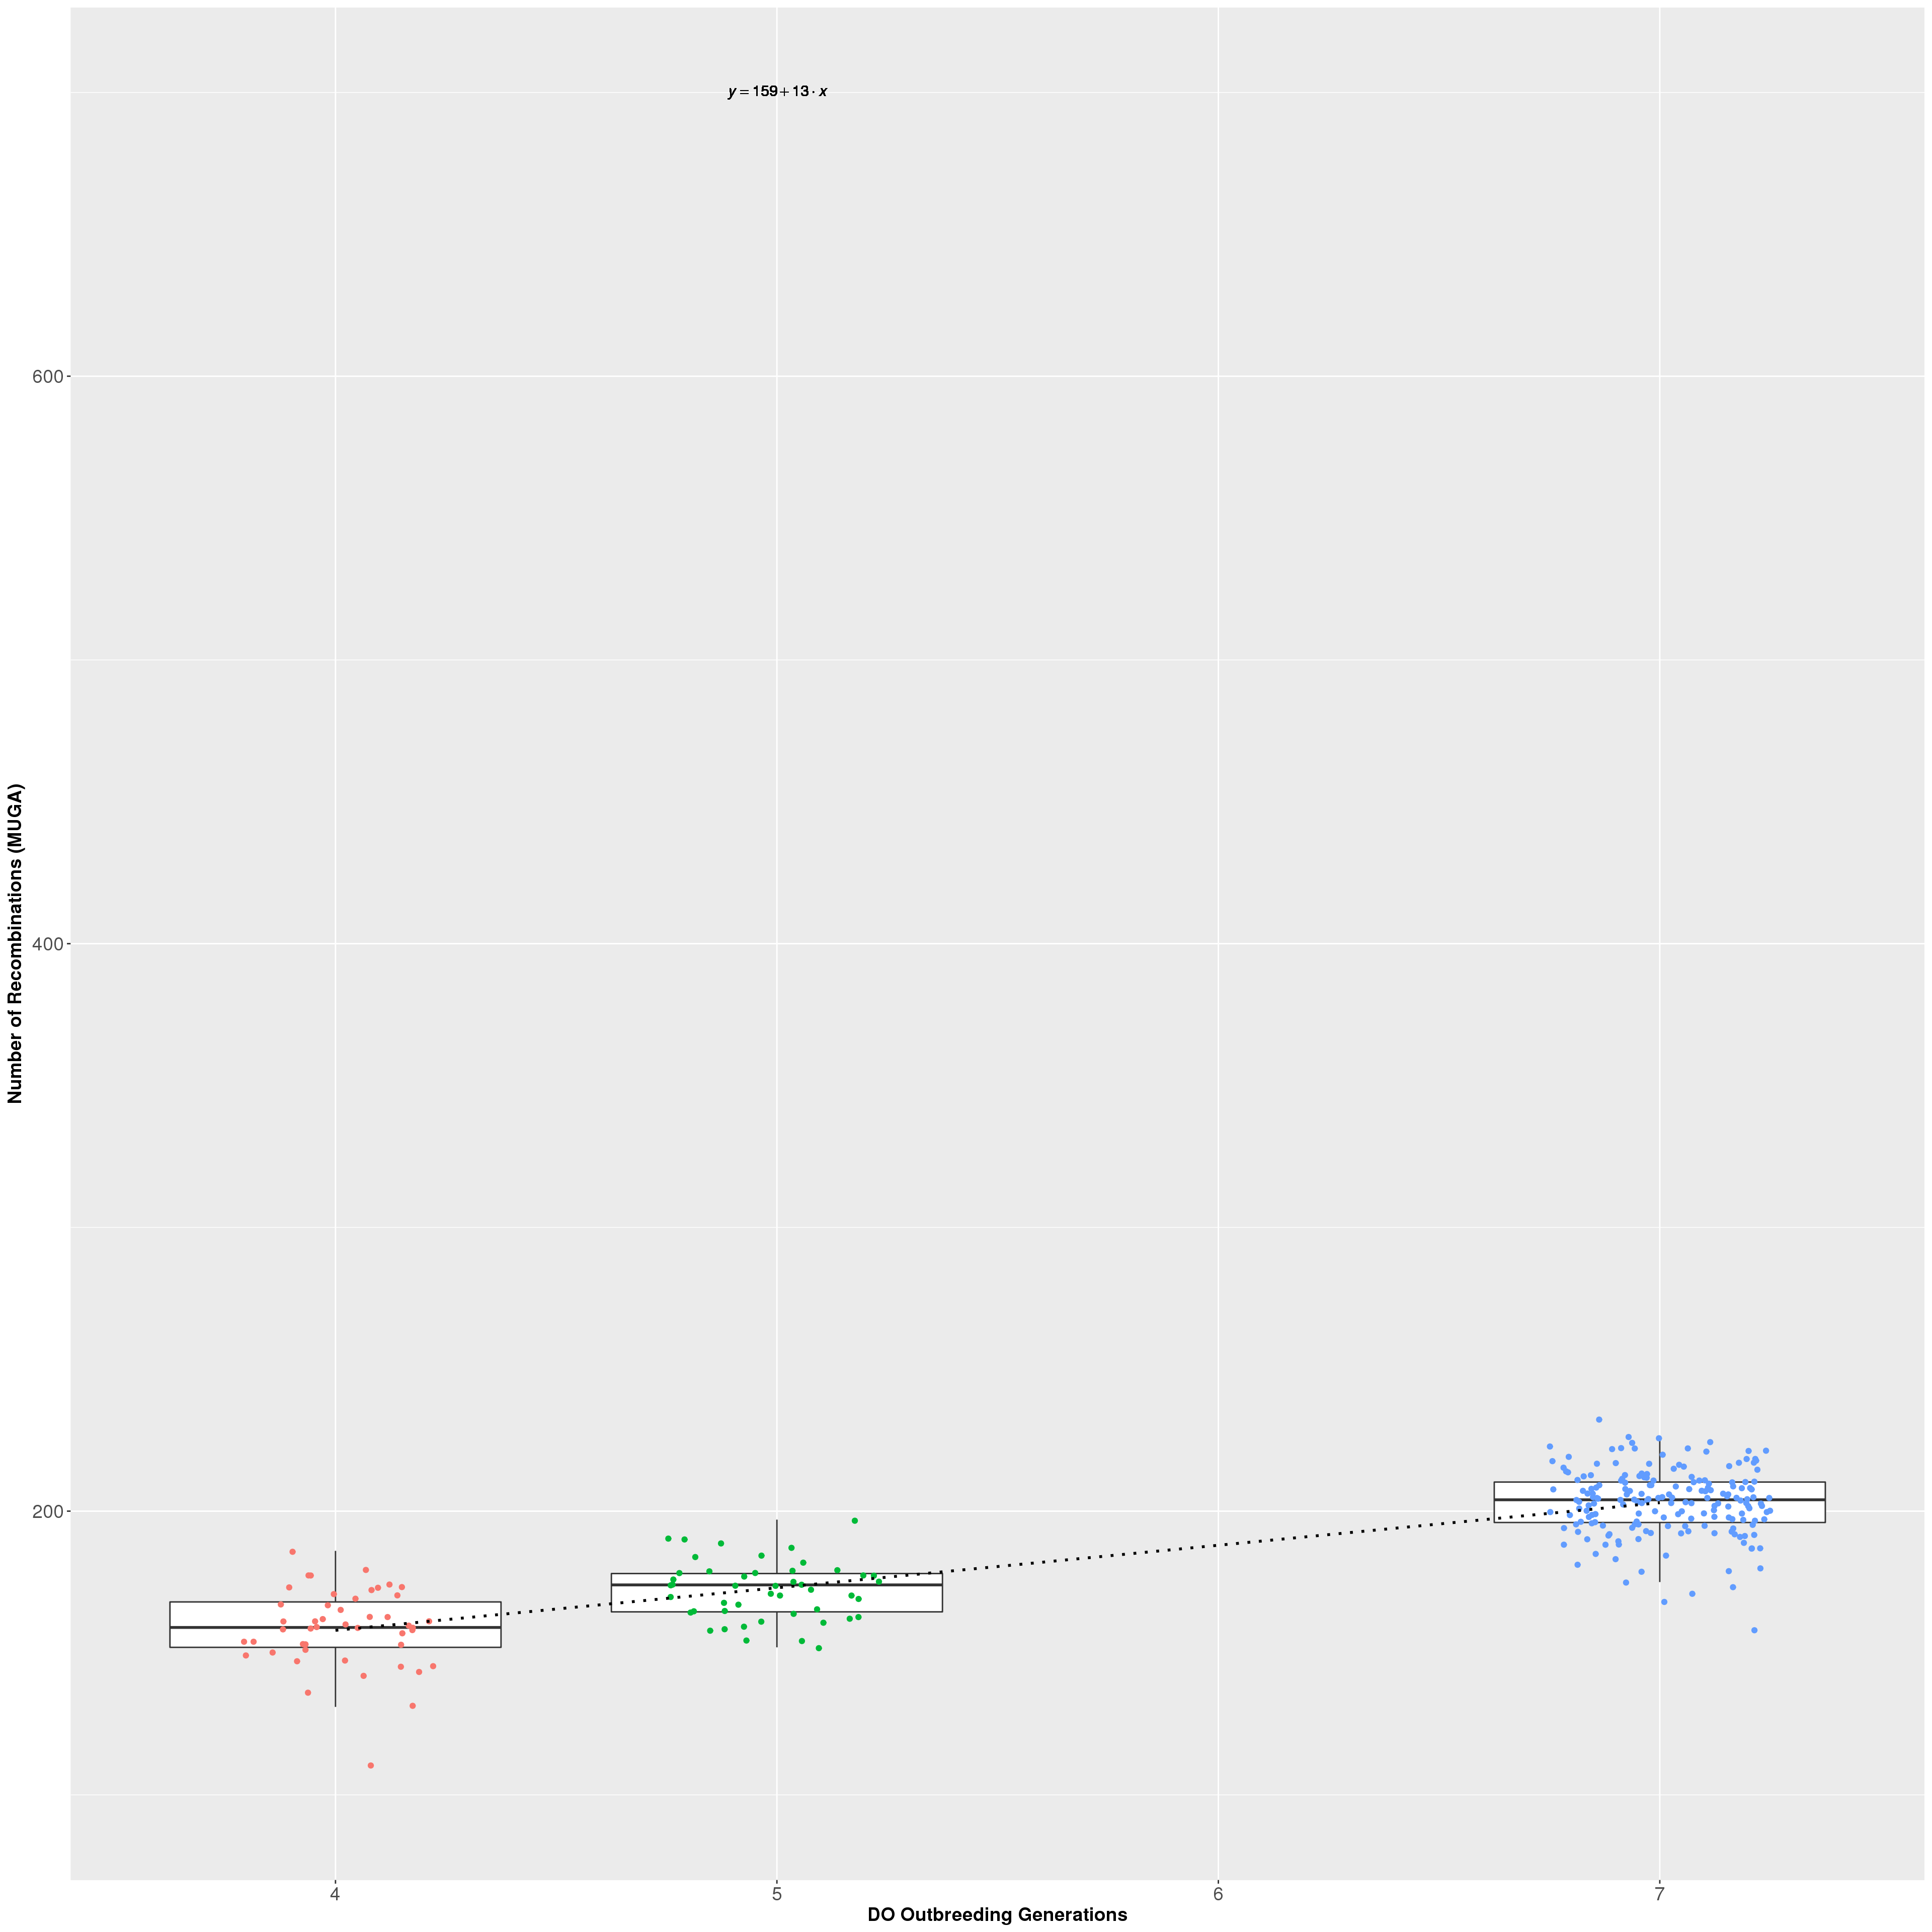 y = 159 + 13 · x
600
400
200
Number of Recombinations (MUGA)
4 5 6 7
DO Outbreeding Generations